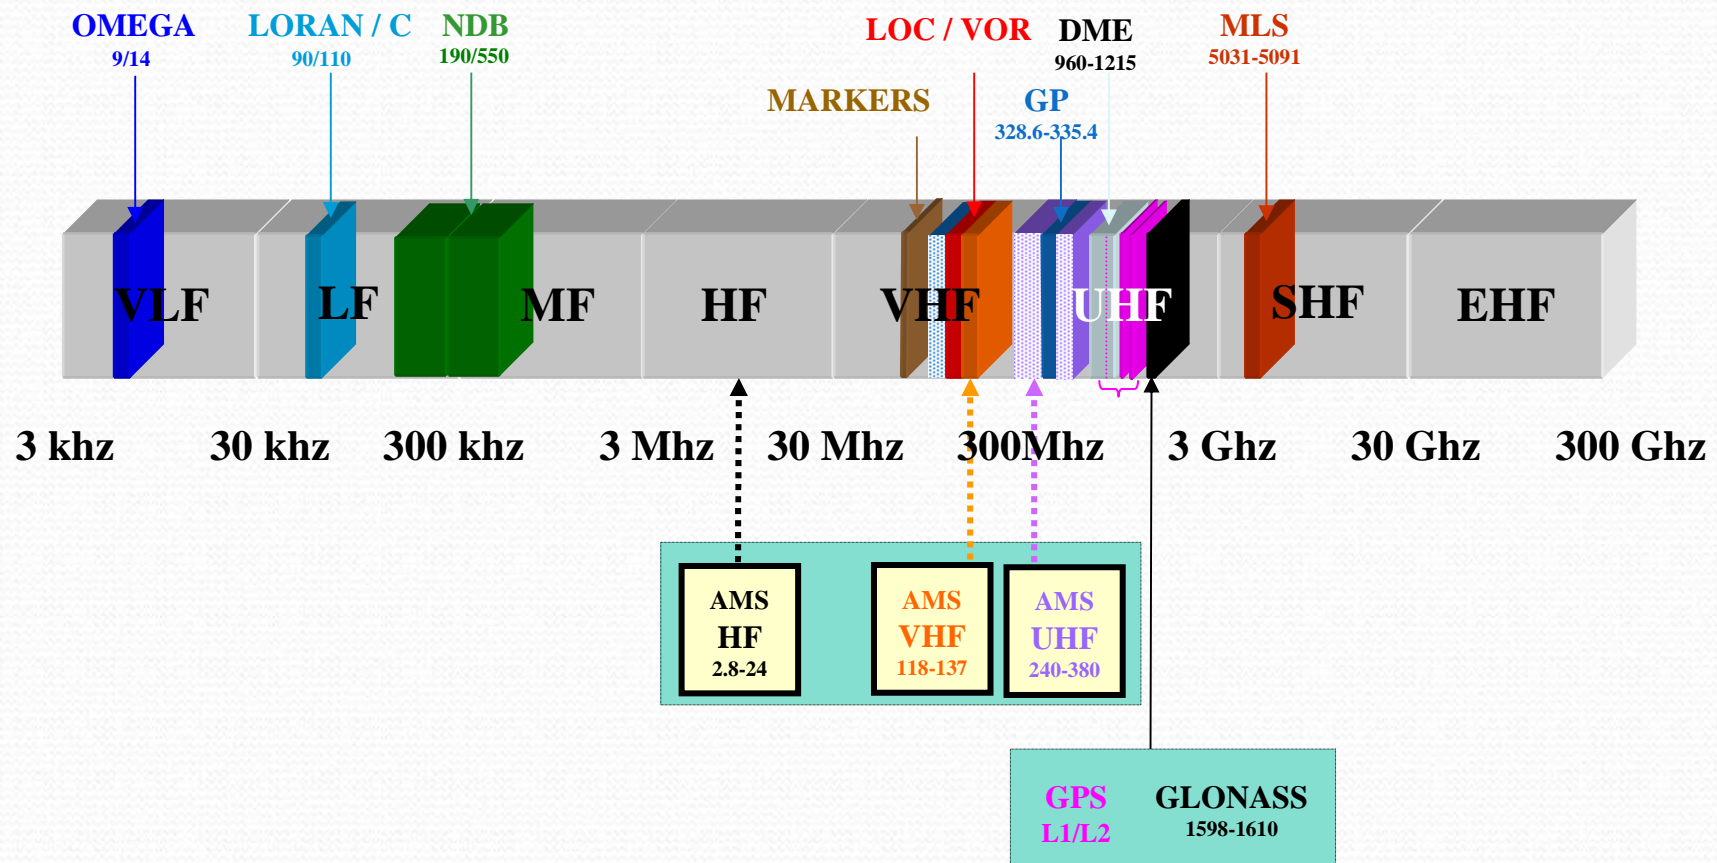 OMEGA
9/14
LORAN / C
90/110
NDB
190/550
LOC / VOR
DME
960-1215
MLS
5031-5091
MARKERS
GP
328.6-335.4
VLF
LF
MF
HF
VHF
UHF
SHF
EHF
3 khz
30 khz
300 khz
3 Mhz
30 Mhz
300Mhz
3 Ghz
30 Ghz
300 Ghz
AMS
HF
2.8-24
AMS
VHF
118-137
AMS
UHF
240-380
GPS
L1/L2
GLONASS
1598-1610